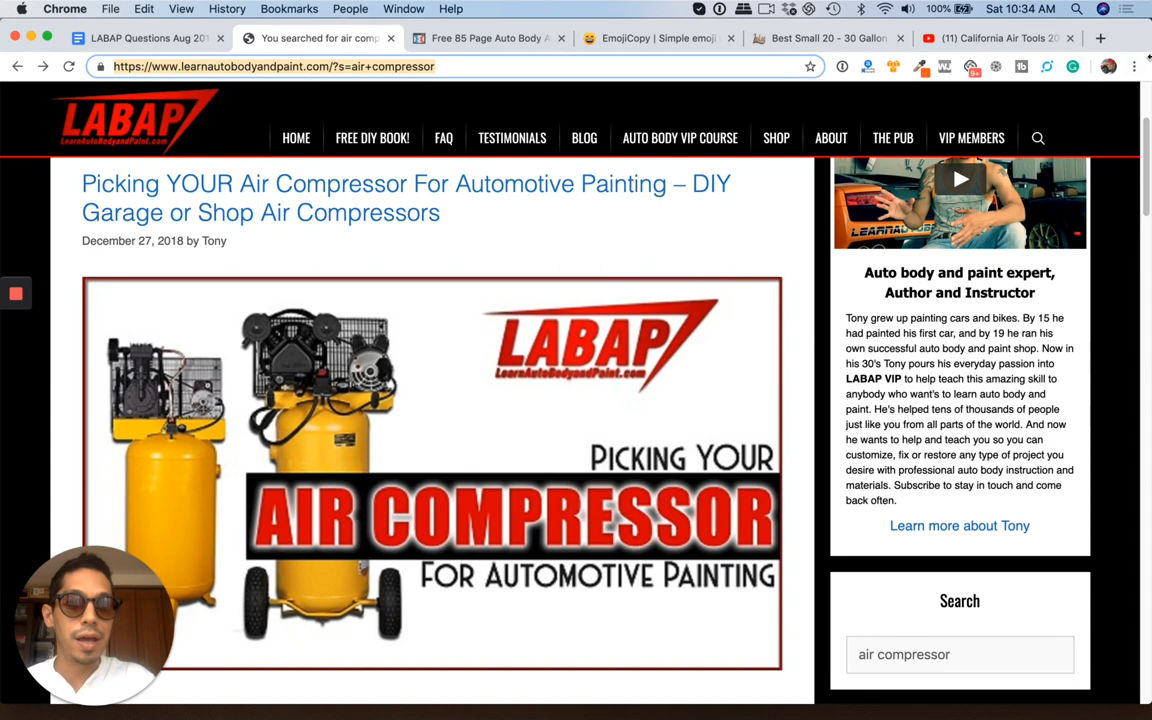 Chrome File Edit View History Bookmarks People Window Help 100% Sat 10:34 AM
LABAP Questions Aug 201 × You searched for air comp × Free 85 Page Auto Body A × EmojiCopy | Simple emoji × Best Small 20 - 30 Gallon × (11) California Air Tools 20 × +
https://www.learnautobodyandpaint.com/?s=air+compressor
9+
LABAP
LearnAutoBodyandPaint.com
HOME FREE DIY BOOK! FAQ TESTIMONIALS BLOG AUTO BODY VIP COURSE SHOP ABOUT THE PUB VIP MEMBERS
Picking YOUR Air Compressor For Automotive Painting – DIY
Garage or Shop Air Compressors
December 27, 2018 by Tony
LABAP
LearnAutoBodyandPaint.com
PICKING YOUR
AIR COMPRESSOR
FOR AUTOMOTIVE PAINTING
Auto body and paint expert,
Author and Instructor
Tony grew up painting cars and bikes. By 15 he
had painted his first car, and by 19 he ran his
own successful auto body and paint shop. Now in
his 30's Tony pours his everyday passion into
LABAP VIP to help teach this amazing skill to
anybody who want's to learn auto body and
paint. He's helped tens of thousands of people
just like you from all parts of the world. And now
he wants to help and teach you so you can
customize, fix or restore any type of project you
desire with professional auto body instruction and
materials. Subscribe to stay in touch and come
back often.
Learn more about Tony
Search
air compressor